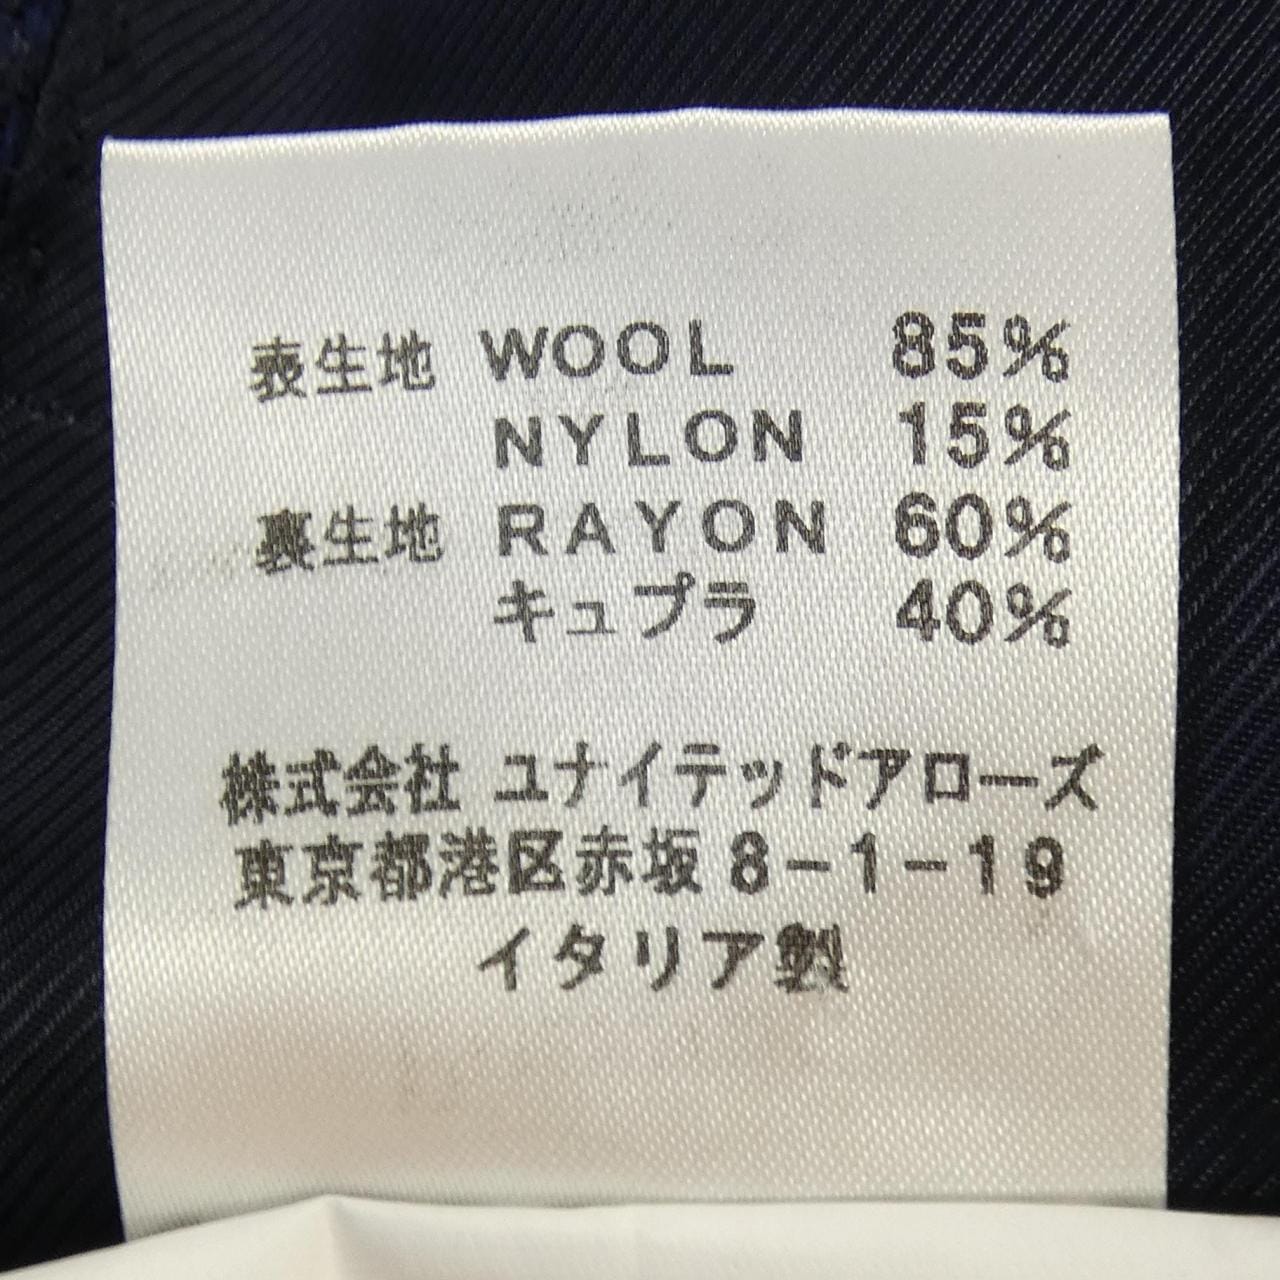 表生地 WOOL 85%
NYLON 15%
裏生地 RAYON 60%
キュプラ 40%
株式会社 ユナイテッドアローズ
東京都港区赤坂8-1-19
イタリア製